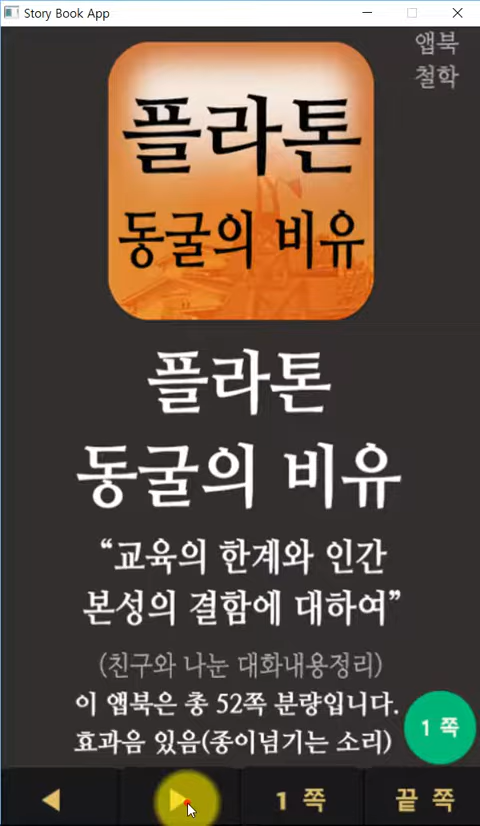 Story Book App
앱북
철학
플라톤
동굴의 비유
플라톤
동굴의 비유
“교육의 한계와 인간
본성의 결함에 대하여”
(친구와 나눈 대화내용정리)
이 앱북은 총 52쪽 분량입니다.
효과음 있음(종이넘기는 소리)
1 쪽
1 쪽
끝 쪽